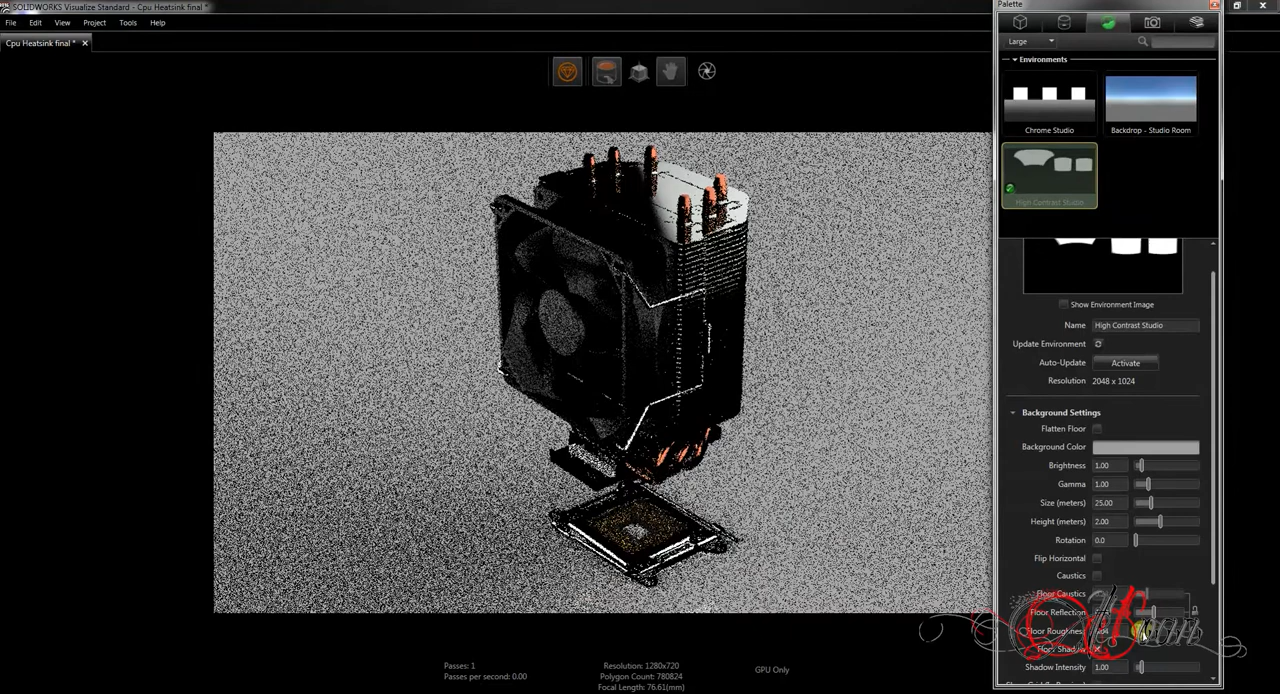 SOLIDWORKS Visualize Standard - Cpu Heatsink final *
Palette
File Edit View Project Tools Help
Cpu Heatsink final *
Large
Environments
Chrome Studio
Backdrop - Studio Room
High Contrast Studio
Show Environment Image
Name High Contrast Studio
Update Environment
Auto-Update Activate
Resolution 2048 x 1024
Background Settings
Flatten Floor
Background Color
Brightness 1.00
Gamma 1.00
Size (meters) 25.00
Height (meters) 2.00
Rotation 0.0
Flip Horizontal
Caustics
Floor Caustics
Floor Reflection
Floor Roughness
Floor Shadow
Shadow Intensity 1.00
Passes: 1
Passes per second: 0.00
Resolution: 1280x720
Polygon Count: 780824
Focal Length: 76.61(mm)
GPU Only